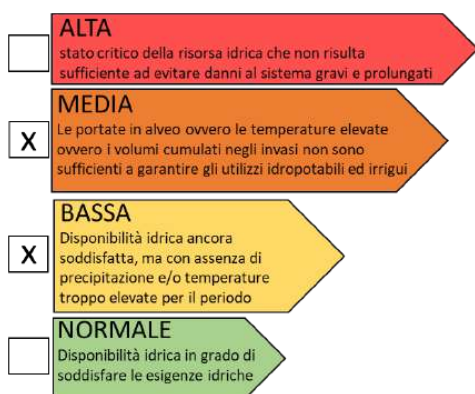 ALTA
stato critico della risorsa idrica che non risulta
sufficiente ad evitare danni al sistema gravi e prolungati
X
MEDIA
Le portate in alveo ovvero le temperature elevate
ovvero i volumi cumulati negli invasi non sono
sufficienti a garantire gli utilizzi idropotabili ed irrigui
X
BASSA
Disponibilità idrica ancora
soddisfatta, ma con assenza di
precipitazione e/o temperature
troppo elevate per il periodo
NORMALE
Disponibilità idrica in grado di
soddisfare le esigenze idriche